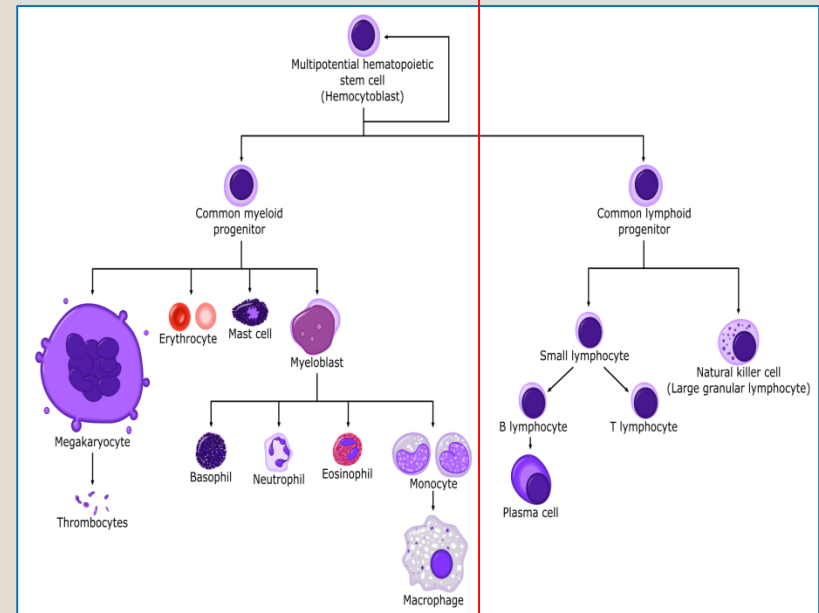 Multipotential hematopoietic
stem cell
(Hemocytoblast)
Common myeloid
progenitor
Common lymphoid
progenitor
Erythrocyte
Mast cell
Myeloblast
Small lymphocyte
Natural killer cell
(Large granular lymphocyte)
Megakaryocyte
B lymphocyte
T lymphocyte
Basophil
Neutrophil
Eosinophil
Monocyte
Thrombocytes
Plasma cell
Macrophage